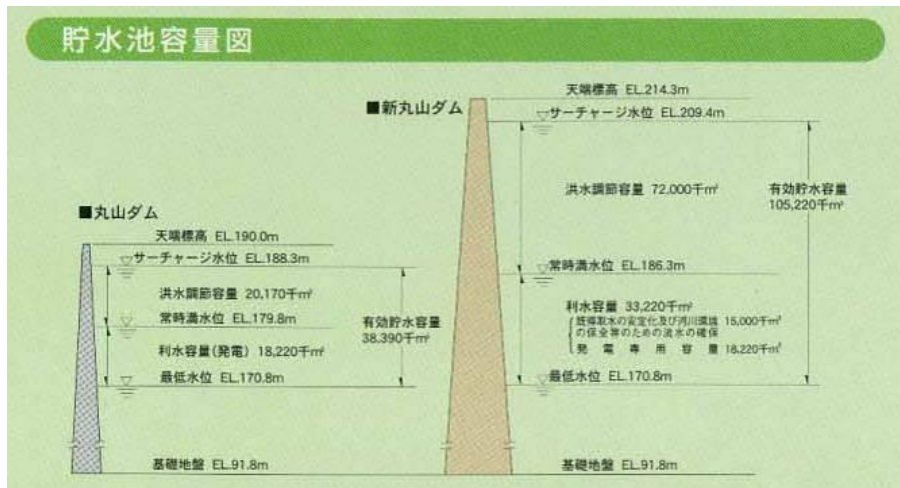 貯水池容量図
■丸山ダム
天端標高 EL.190.0m
サーチャージ水位 EL.188.3m
洪水調節容量 20,170千m³
常時満水位 EL.179.8m
有効貯水容量
38,390千m³
利水容量(発電) 18,220千m³
最低水位 EL.170.8m
基礎地盤 EL.91.8m
■新丸山ダム
天端標高 EL.214.3m
サーチャージ水位 EL.209.4m
洪水調節容量 72,000千m³
有効貯水容量
105,220千m³
常時満水位 EL.186.3m
利水容量 33,220千m³
既得取水の安定化及び河川環境 15,000千m³
の保全等のための流水の確保
発電専用容量 18,220千m³
最低水位 EL.170.8m
基礎地盤 EL.91.8m